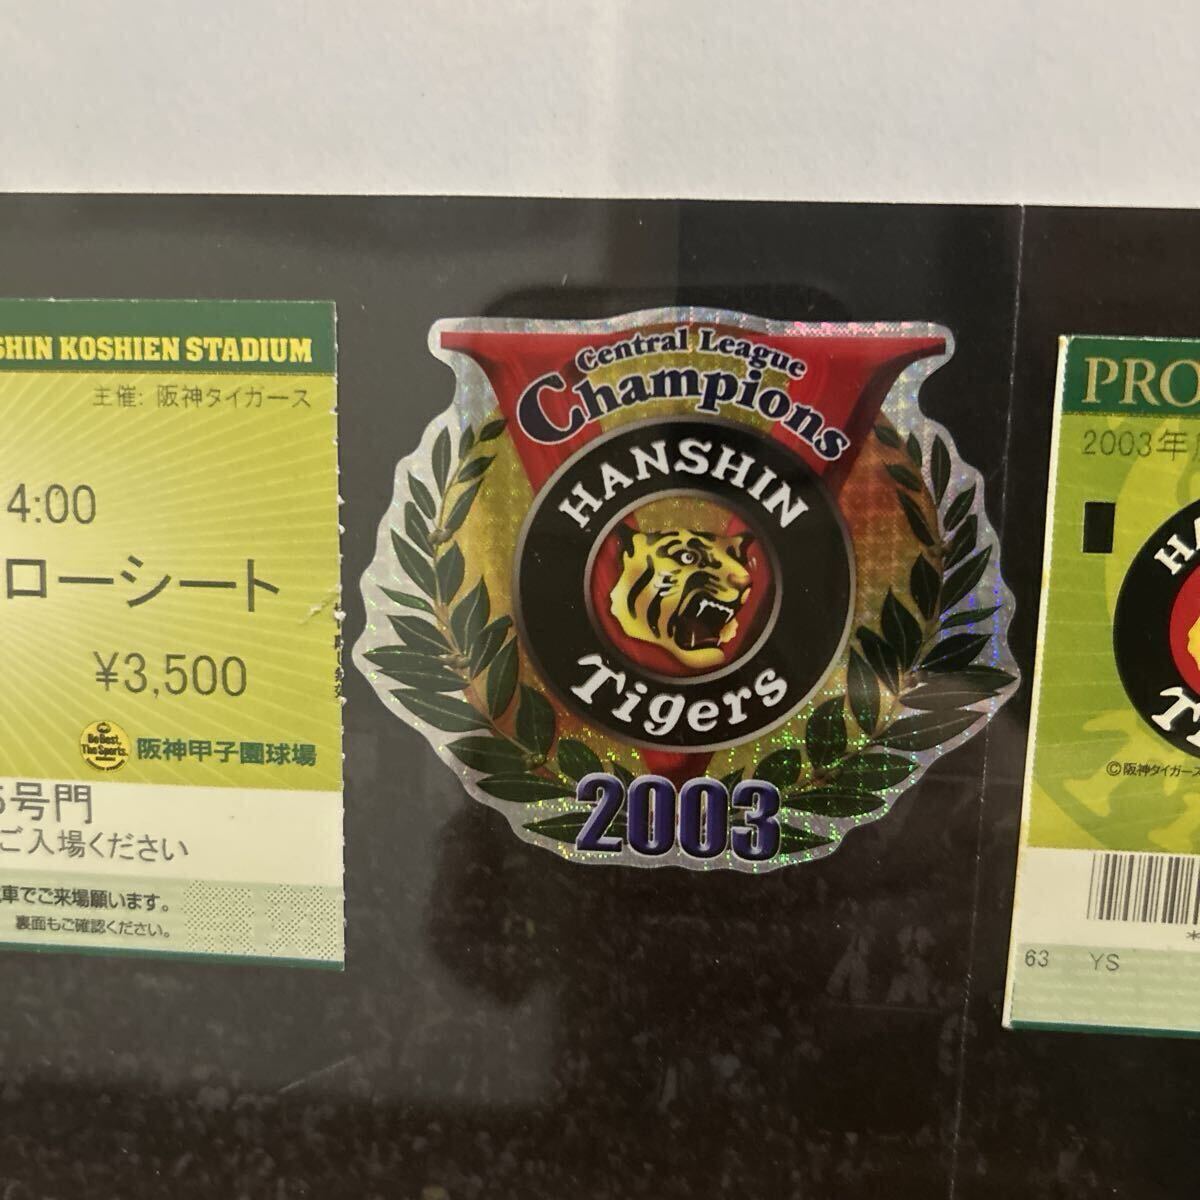 SHIN KOSHIEN STADIUM
主催: 阪神タイガース
4:00
ローシート
¥3,500
Be Best.
The Sports.
阪神甲子園球場
号門
ご入場ください
車でご来場願います。
裏面もご確認ください。
Central League
Champions
HANSHIN
Tigers
2003
PRO
2003年
HA
TI
©阪神タイガース
*
63 YS